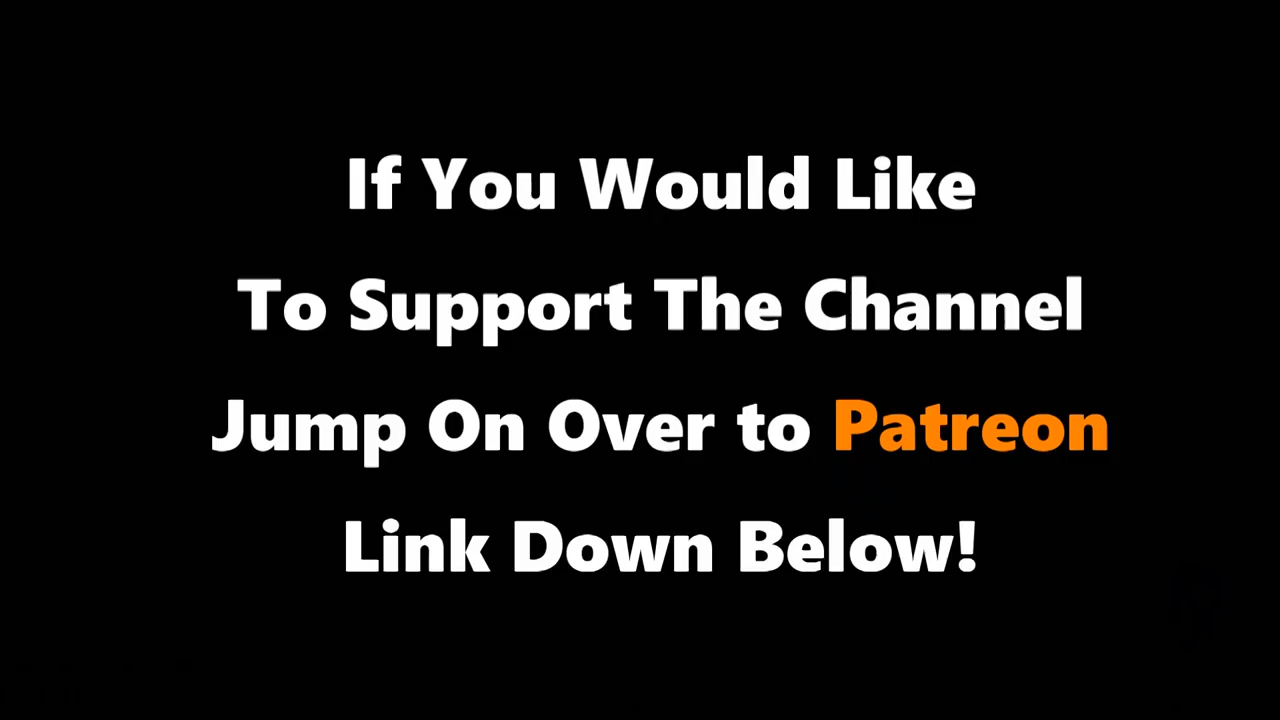 If You Would Like
To Support The Channel
Jump On Over to Patreon
Link Down Below!